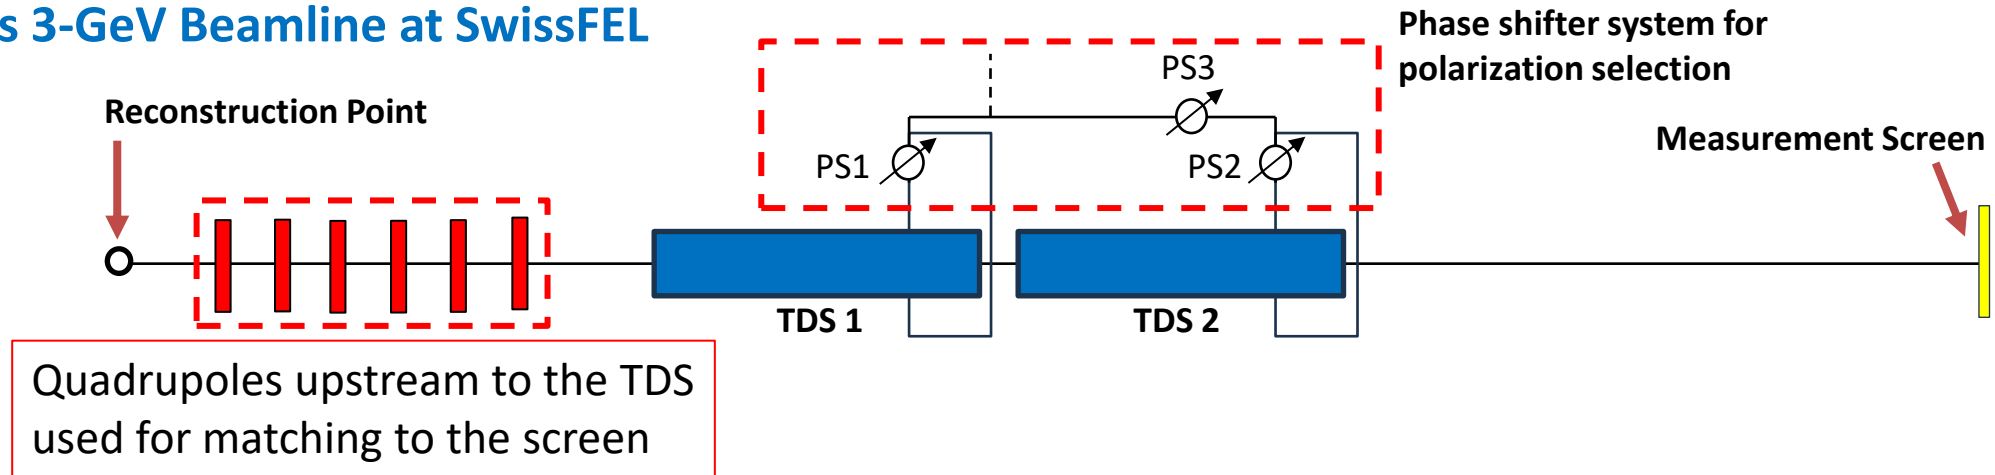 s 3-GeV Beamline at SwissFEL
Phase shifter system for
polarization selection
Reconstruction Point
PS3
Measurement Screen
PS1
PS2
TDS 1
TDS 2
Quadrupoles upstream to the TDS
used for matching to the screen